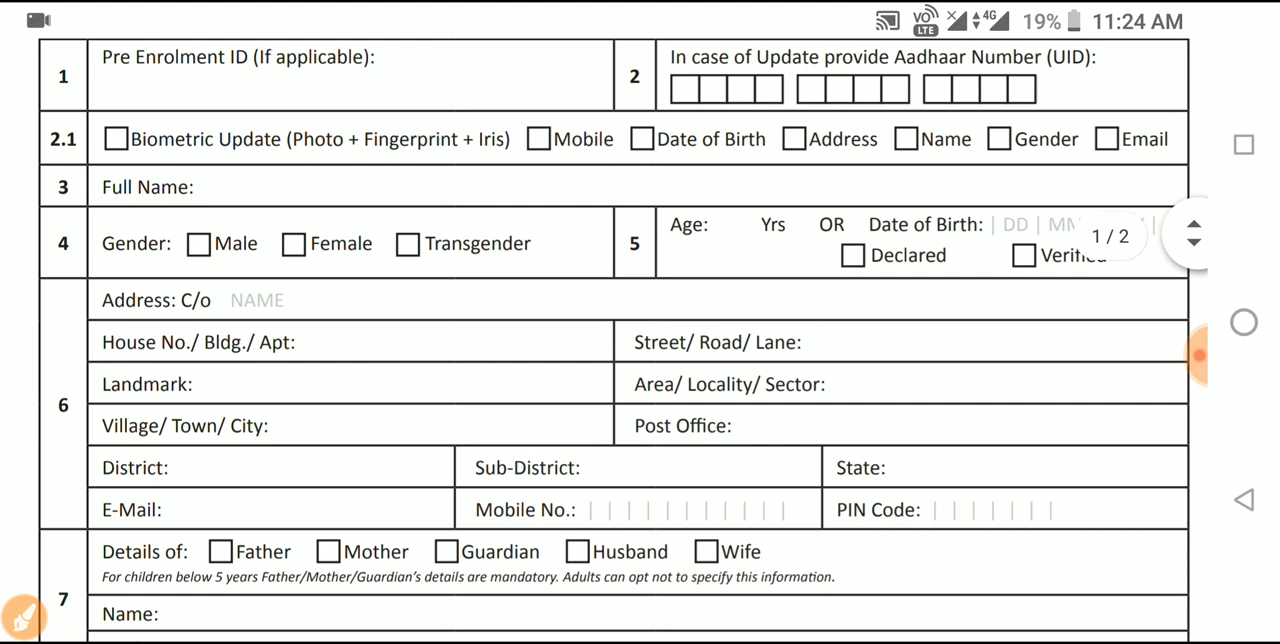 VO LTE 4G 19% 11:24 AM
1 Pre Enrolment ID (If applicable): 2 In case of Update provide Aadhaar Number (UID):
2.1 Biometric Update (Photo + Fingerprint + Iris) Mobile Date of Birth Address Name Gender Email
3 Full Name:
4 Gender: Male Female Transgender 5 Age: Yrs OR Date of Birth: DD
Declared
1 / 2
6 Address: C/o NAME
House No./ Bldg./ Apt: Street/ Road/ Lane:
Landmark: Area/ Locality/ Sector:
Village/ Town/ City: Post Office:
District: Sub-District: State:
E-Mail: Mobile No.: PIN Code:
7 Details of: Father Mother Guardian Husband Wife
For children below 5 years Father/Mother/Guardian's details are mandatory. Adults can opt not to specify this information.
Name: